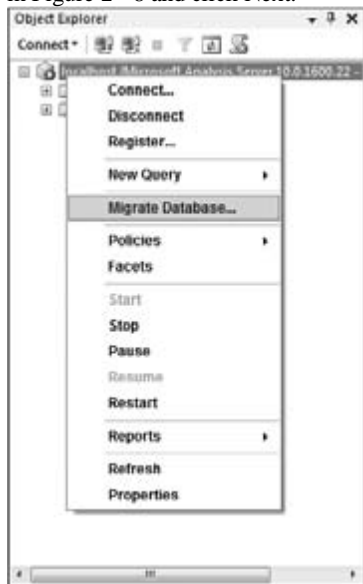 in Figure 2-6 and click Next.
Object Explorer
Connect
localhost (Microsoft Analysis Server 10.0.1600.22
Connect...
Disconnect
Register...
New Query
Migrate Database...
Policies
Facets
Start
Stop
Pause
Resume
Restart
Reports
Refresh
Properties